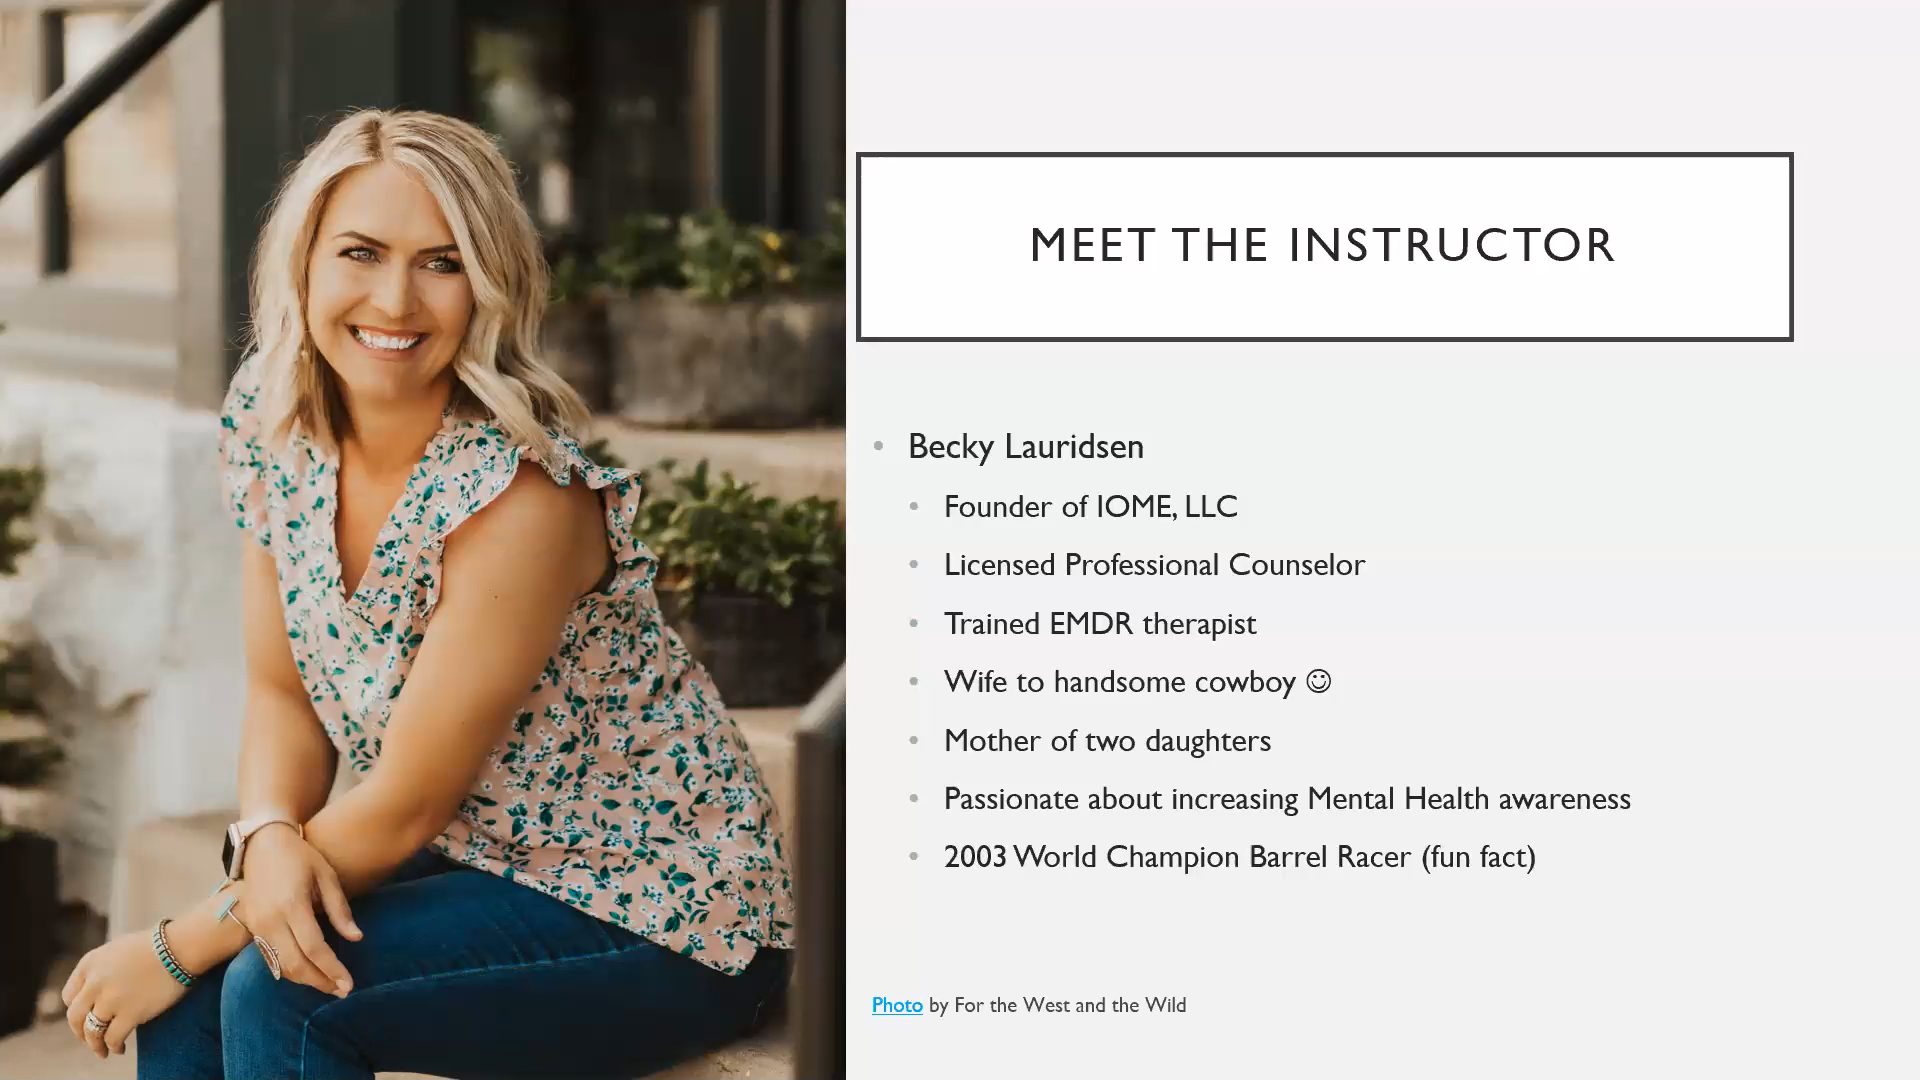 MEET THE INSTRUCTOR
• Becky Lauridsen
• Founder of IOME, LLC
• Licensed Professional Counselor
• Trained EMDR therapist
• Wife to handsome cowboy ☺
• Mother of two daughters
• Passionate about increasing Mental Health awareness
• 2003 World Champion Barrel Racer (fun fact)
Photo by For the West and the Wild